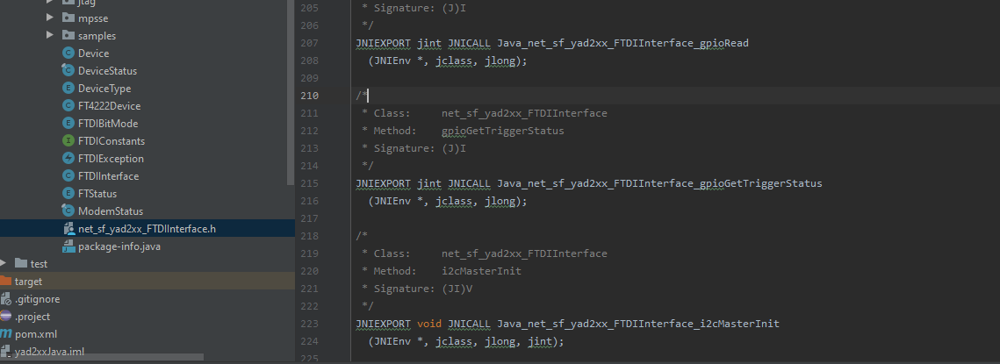 jtag
mpsse
samples
Device
DeviceStatus
DeviceType
FT4222Device
FTDIBitMode
FTDIConstants
FTDIException
FTDIInterface
FTStatus
ModemStatus
net_sf_yad2xx_FTDIInterface.h
package-info.java
test
target
.gitignore
.project
pom.xml
yad2xxJava.iml
205 * Signature: (J)I
206 */
207 JNIEXPORT jint JNICALL Java_net_sf_yad2xx_FTDIInterface_gpioRead
208 (JNIEnv *, jclass, jlong);
209
210 /*
211 * Class: net_sf_yad2xx_FTDIInterface
212 * Method: gpioGetTriggerStatus
213 * Signature: (J)I
214 */
215 JNIEXPORT jint JNICALL Java_net_sf_yad2xx_FTDIInterface_gpioGetTriggerStatus
216 (JNIEnv *, jclass, jlong);
217
218 /*
219 * Class: net_sf_yad2xx_FTDIInterface
220 * Method: i2cMasterInit
221 * Signature: (JI)V
222 */
223 JNIEXPORT void JNICALL Java_net_sf_yad2xx_FTDIInterface_i2cMasterInit
224 (JNIEnv *, jclass, jlong, jint);
225